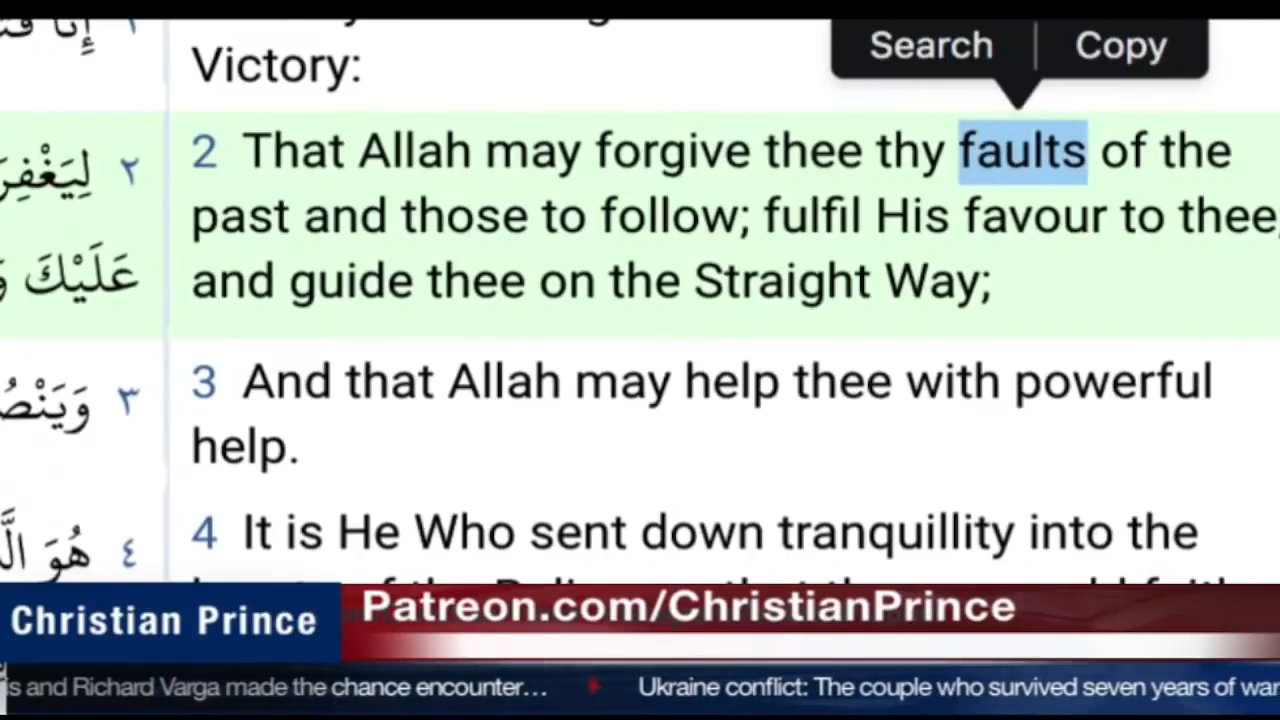 Search Copy
Victory:
2 That Allah may forgive thee thy faults of the
٢ لِيَغْفِرَ
past and those to follow; fulfil His favour to thee,
and guide thee on the Straight Way;
عَلَيْكَ
3 And that Allah may help thee with powerful
٣
help.
4 It is He Who sent down tranquillity into the
٤ هُوَ
Christian Prince
Patreon.com/ChristianPrince
is and Richard Varga made the chance encounter... Ukraine conflict: The couple who survived seven years of war